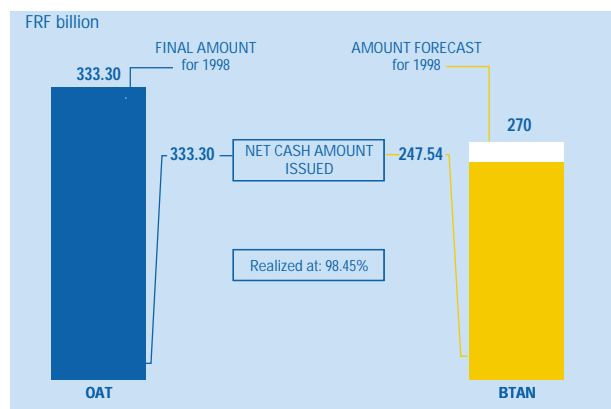 FRF billion
FINAL AMOUNT
for 1998
AMOUNT FORECAST
for 1998
333.30
270
333.30
NET CASH AMOUNT
ISSUED
247.54
Realized at: 98.45%
OAT
BTAN